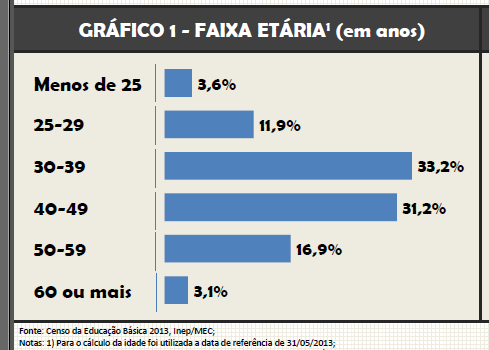 GRÁFICO 1 - FAIXA ETÁRIA¹ (em anos)
Menos de 25 3,6%
25-29 11,9%
30-39 33,2%
40-49 31,2%
50-59 16,9%
60 ou mais 3,1%
Fonte: Censo da Educação Básica 2013, Inep/MEC;
Notas: 1) Para o cálculo da idade foi utilizada a data de referência de 31/05/2013;